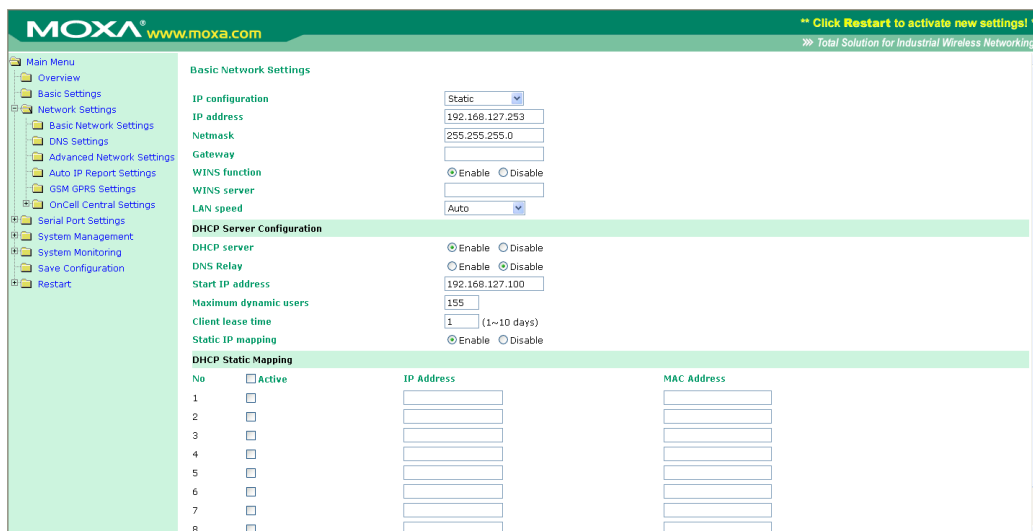 MOXA® www.moxa.com
** Click Restart to activate new settings! *
Total Solution for Industrial Wireless Networking
Main Menu
Overview
Basic Settings
Network Settings
Basic Network Settings
DNS Settings
Advanced Network Settings
Auto IP Report Settings
GSM GPRS Settings
OnCell Central Settings
Serial Port Settings
System Management
System Monitoring
Save Configuration
Restart
Basic Network Settings
IP configuration Static
IP address 192.168.127.253
Netmask 255.255.255.0
Gateway
WINS function Enable Disable
WINS server
LAN speed Auto
DHCP Server Configuration
DHCP server Enable Disable
DNS Relay Enable Disable
Start IP address 192.168.127.100
Maximum dynamic users 155
Client lease time 1 (1~10 days)
Static IP mapping Enable Disable
DHCP Static Mapping
No Active IP Address MAC Address
1
2
3
4
5
6
7
8